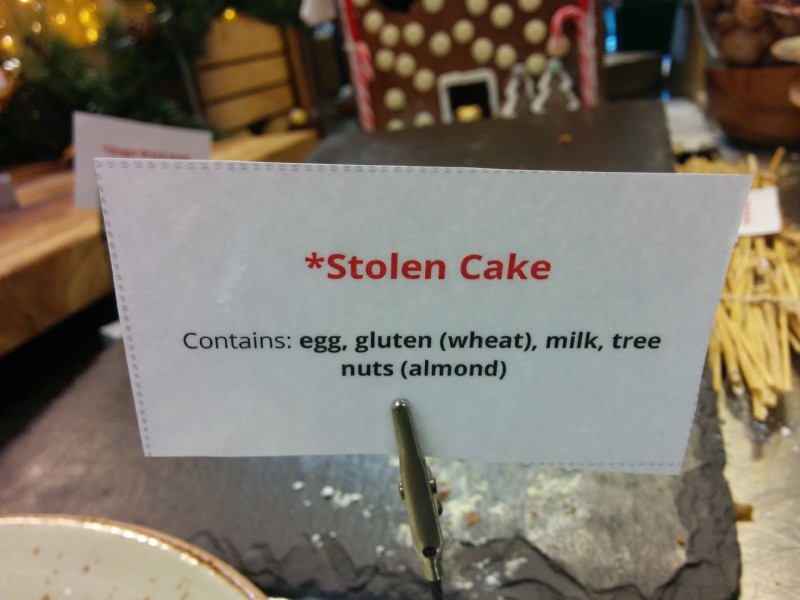 *Stolen Cake
Contains: egg, gluten (wheat), milk, tree
nuts (almond)